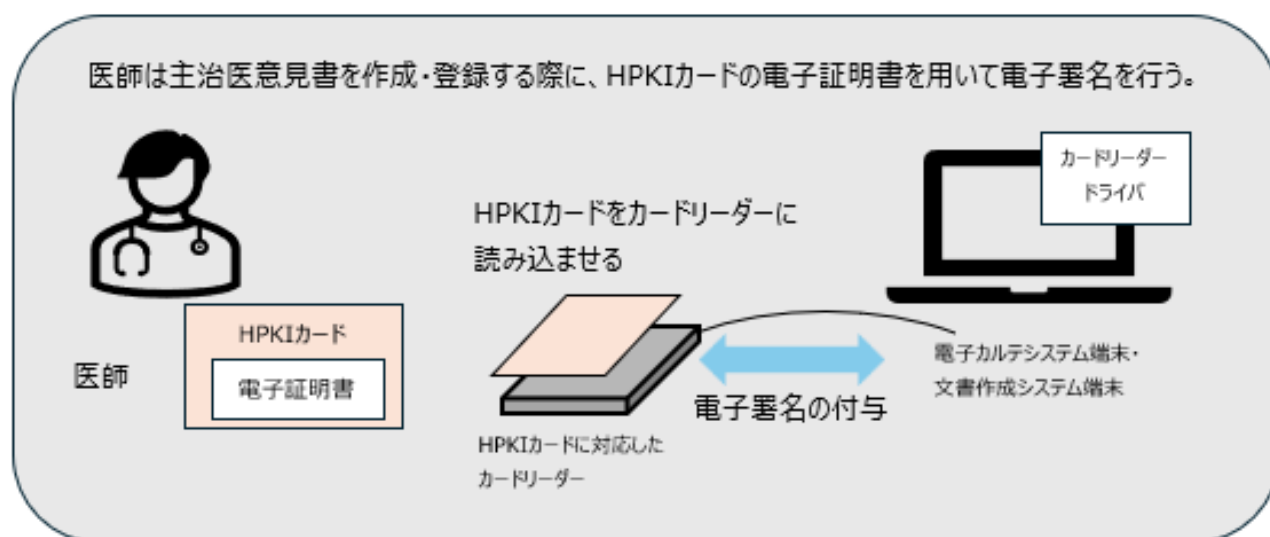 医師は主治医意見書を作成・登録する際に、HPKIカードの電子証明書を用いて電子署名を行う。
カードリーダー
ドライバ
HPKIカードをカードリーダーに
読み込ませる
HPKIカード
電子証明書
医師
電子カルテシステム端末・
文書作成システム端末
電子署名の付与
HPKIカードに対応した
カードリーダー